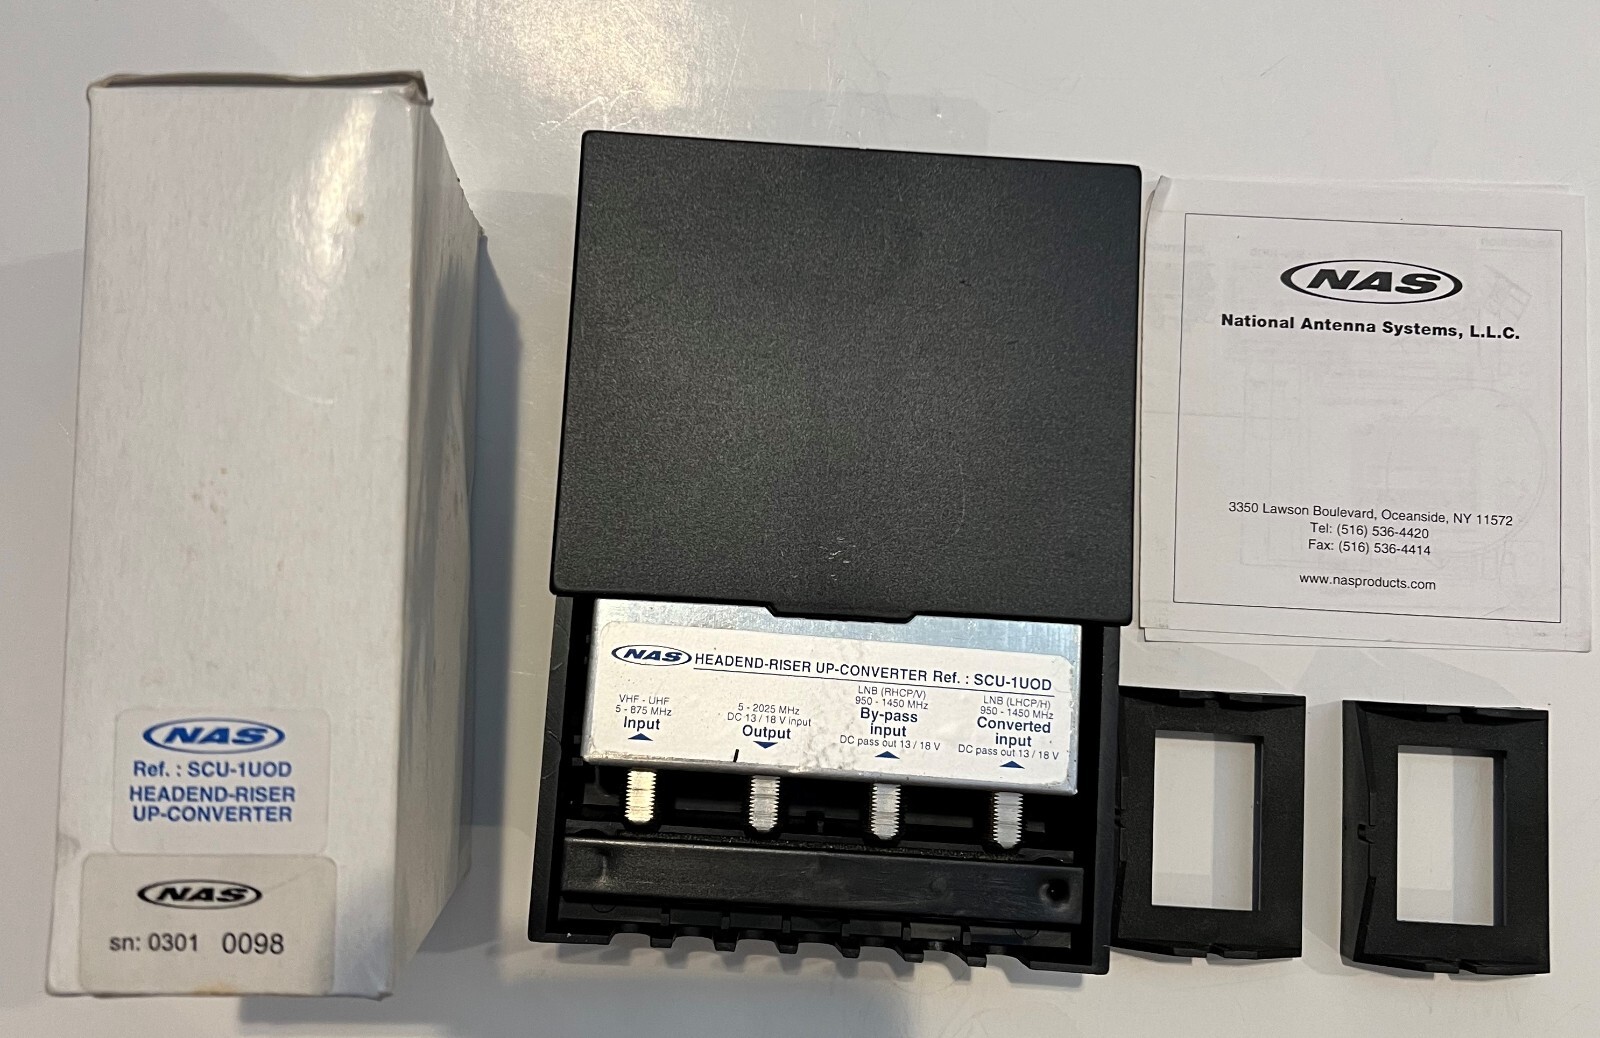 NAS
Ref. : SCU-1UOD
HEADEND-RISER
UP-CONVERTER
NAS
sn: 0301 0098
NAS HEADEND-RISER UP-CONVERTER Ref. : SCU-1UOD
VHF - UHF
5 - 875 MHz
Input
5 - 2025 MHz
DC 13 / 18 V input
Output
LNB (RHCP/V)
950 - 1450 MHz
By-pass
input
DC pass out 13 / 18 V
LNB (LHCP/H)
950 - 1450 MHz
Converted
input
DC pass out 13 / 18 V
NAS
National Antenna Systems, L.L.C.
3350 Lawson Boulevard, Oceanside, NY 11572
Tel: (516) 536-4420
Fax: (516) 536-4414
www.nasproducts.com